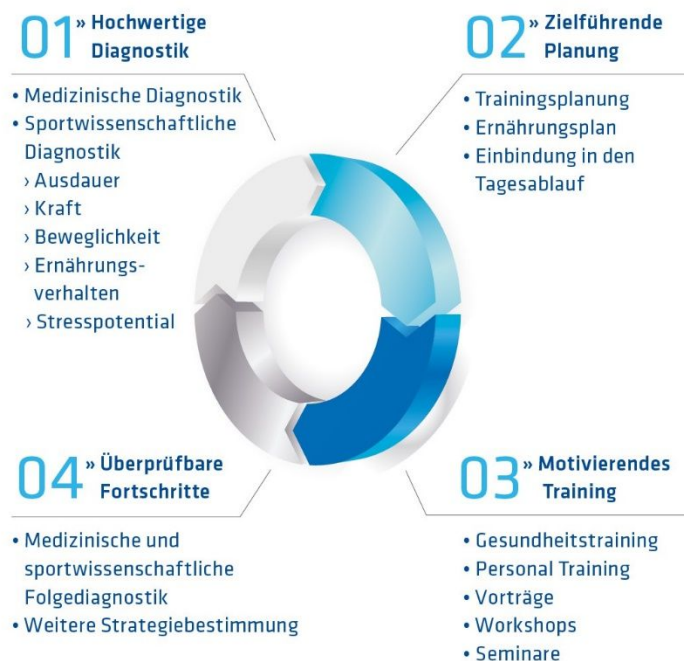 01 » Hochwertige
Diagnostik
• Medizinische Diagnostik
• Sportwissenschaftliche
Diagnostik
› Ausdauer
› Kraft
› Beweglichkeit
› Ernährungs-
verhalten
› Stresspotential
02 » Zielführende
Planung
• Trainingsplanung
• Ernährungsplan
• Einbindung in den
Tagesablauf
03 » Motivierendes
Training
• Gesundheitstraining
• Personal Training
• Vorträge
• Workshops
• Seminare
04 » Überprüfbare
Fortschritte
• Medizinische und
sportwissenschaftliche
Folgediagnostik
• Weitere Strategiebestimmung